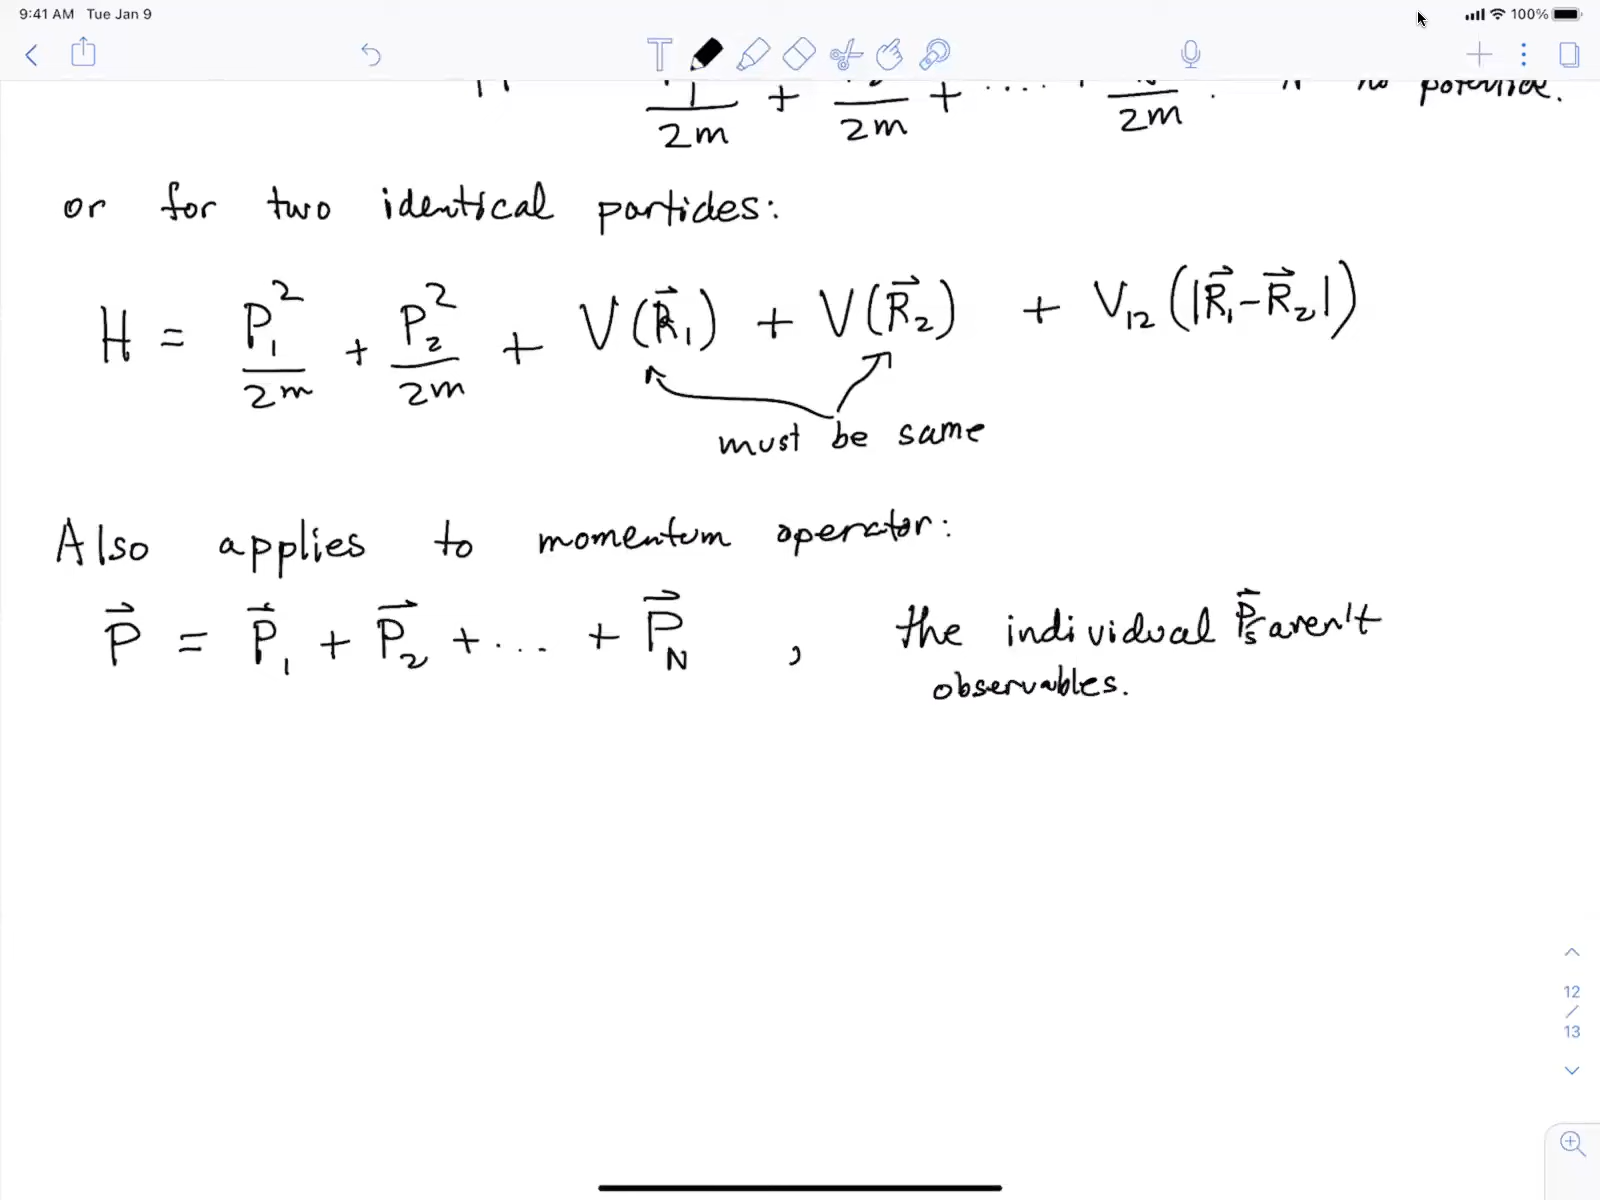 9:41 AM Tue Jan 9
100%
T
2m + 2m + .... 2m . no potential.
or for two identical particles:
H = P₁²/2m + P₂²/2m + V(R⃗₁) + V(R⃗₂) + V₁₂(|R⃗₁-R⃗₂|)
must be same
Also applies to momentum operator:
P⃗ = P⃗₁ + P⃗₂ + ... + P⃗_N , the individual P⃗s aren't
observables.
12
/
13